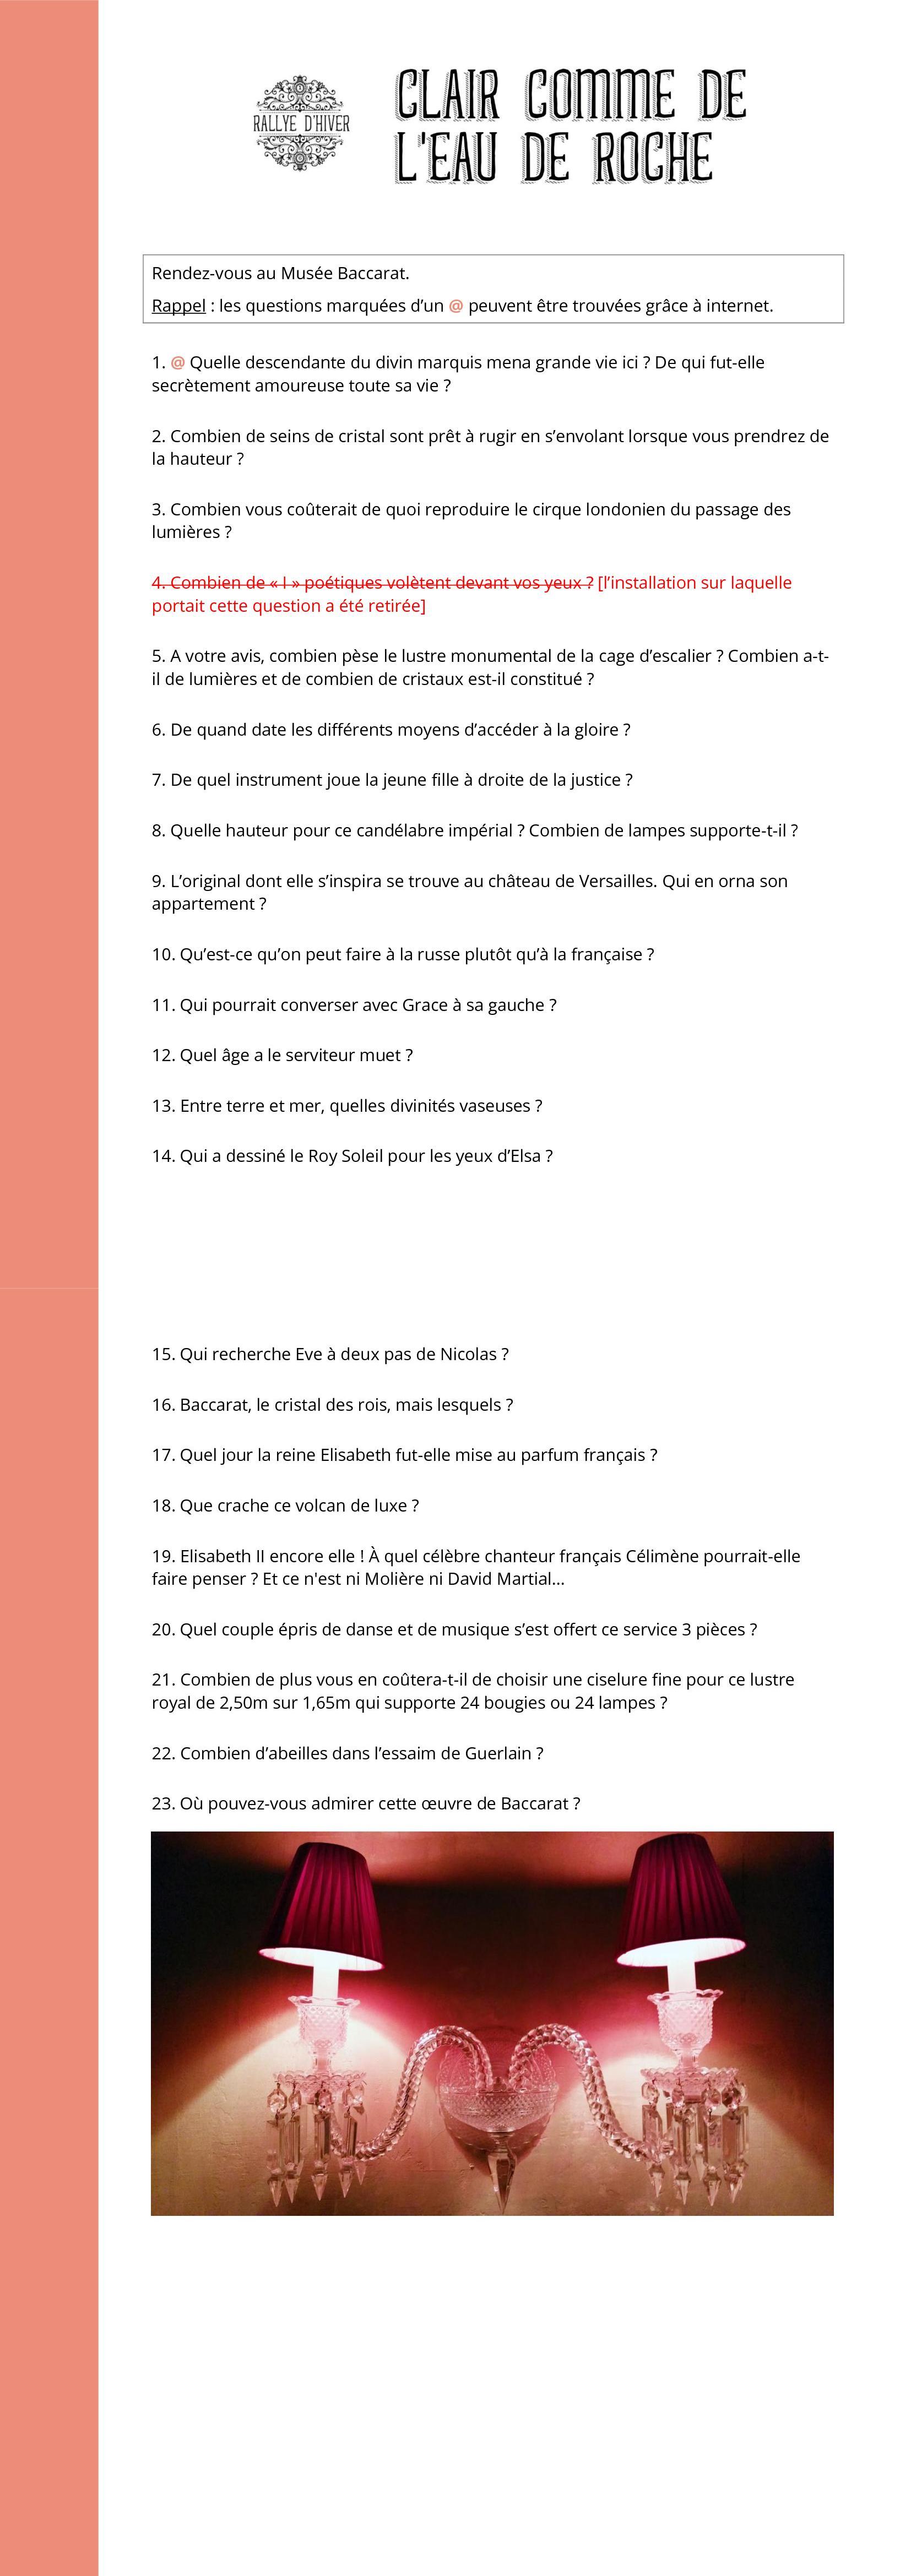 RALLYE D'HIVER
CLAIR COMME DE
L'EAU DE ROCHE
Rendez-vous au Musée Baccarat.
Rappel : les questions marquées d’un @ peuvent être trouvées grâce à internet.
1. @ Quelle descendante du divin marquis mena grande vie ici ? De qui fut-elle
secrètement amoureuse toute sa vie ?
2. Combien de seins de cristal sont prêt à rugir en s’envolant lorsque vous prendrez de
la hauteur ?
3. Combien vous coûterait de quoi reproduire le cirque londonien du passage des
lumières ?
4. Combien de « I » poétiques volètent devant vos yeux ? [l’installation sur laquelle
portait cette question a été retirée]
5. A votre avis, combien pèse le lustre monumental de la cage d’escalier ? Combien a-t-
il de lumières et de combien de cristaux est-il constitué ?
6. De quand date les différents moyens d’accéder à la gloire ?
7. De quel instrument joue la jeune fille à droite de la justice ?
8. Quelle hauteur pour ce candélabre impérial ? Combien de lampes supporte-t-il ?
9. L’original dont elle s’inspira se trouve au château de Versailles. Qui en orna son
appartement ?
10. Qu’est-ce qu’on peut faire à la russe plutôt qu’à la française ?
11. Qui pourrait converser avec Grace à sa gauche ?
12. Quel âge a le serviteur muet ?
13. Entre terre et mer, quelles divinités vaseuses ?
14. Qui a dessiné le Roy Soleil pour les yeux d’Elsa ?
15. Qui recherche Eve à deux pas de Nicolas ?
16. Baccarat, le cristal des rois, mais lesquels ?
17. Quel jour la reine Elisabeth fut-elle mise au parfum français ?
18. Que crache ce volcan de luxe ?
19. Elisabeth II encore elle ! À quel célèbre chanteur français Célimène pourrait-elle
faire penser ? Et ce n'est ni Molière ni David Martial...
20. Quel couple épris de danse et de musique s’est offert ce service 3 pièces ?
21. Combien de plus vous en coûtera-t-il de choisir une ciselure fine pour ce lustre
royal de 2,50m sur 1,65m qui supporte 24 bougies ou 24 lampes ?
22. Combien d’abeilles dans l’essaim de Guerlain ?
23. Où pouvez-vous admirer cette œuvre de Baccarat ?